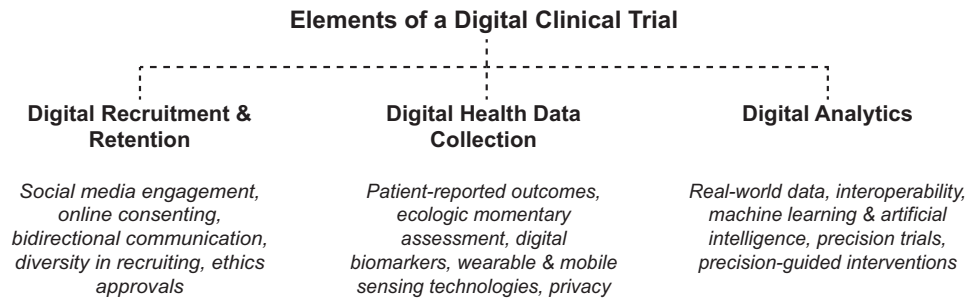 Elements of a Digital Clinical Trial
Digital Recruitment &
Retention
Social media engagement,
online consenting,
bidirectional communication,
diversity in recruiting, ethics
approvals
Digital Health Data
Collection
Patient-reported outcomes,
ecologic momentary
assessment, digital
biomarkers, wearable & mobile
sensing technologies, privacy
Digital Analytics
Real-world data, interoperability,
machine learning & artificial
intelligence, precision trials,
precision-guided interventions